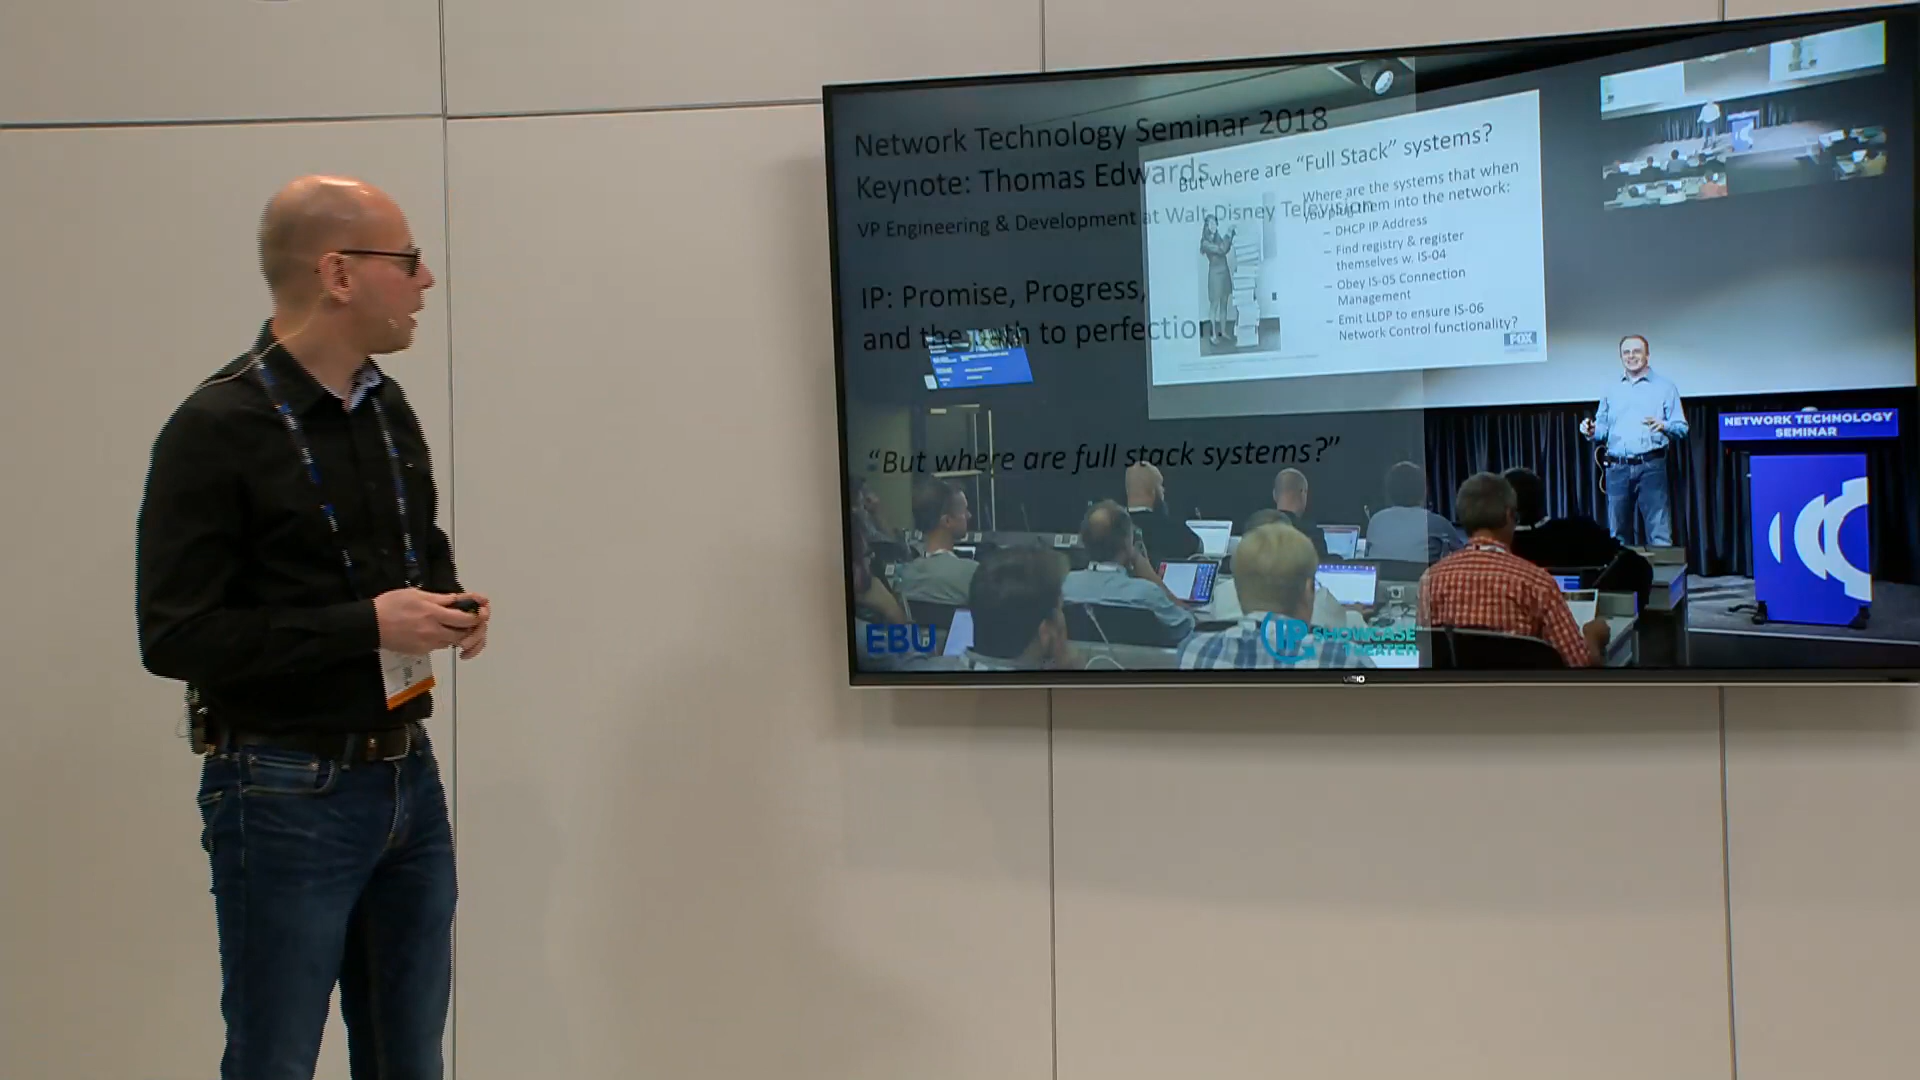 Network Technology Seminar 2018
Keynote: Thomas Edwards
VP Engineering & Development at Walt Disney Television
IP: Promise, Progress,
and the path to perfection.
"But where are full stack systems?"
EBU
IP SHOWCASE
THEATER
But where are "Full Stack" systems?
Where are the systems that when
you plug them into the network:
– DHCP IP Address
– Find registry & register
themselves w. IS-04
– Obey IS-05 Connection
Management
– Emit LLDP to ensure IS-06
Network Control functionality?
FOX
NETWORK TECHNOLOGY
SEMINAR
VIZIO